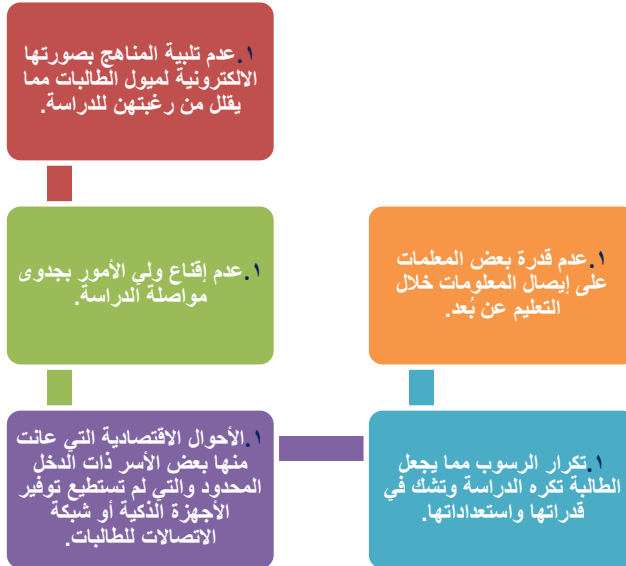 ١.عدم تلبية المناهج بصورتها
الالكترونية لميول الطالبات مما
يقلل من رغبتهن للدراسة.
١.عدم إقناع ولي الأمور بجدوى
مواصلة الدراسة.
١.الأحوال الاقتصادية التي عانت
منها بعض الأسر ذات الدخل
المحدود والتي لم تستطيع توفير
الأجهزة الذكية أو شبكة
الاتصالات للطالبات.
١.تكرار الرسوب مما يجعل
الطالبة تكره الدراسة وتشك في
قدراتها واستعداداتها.
١.عدم قدرة بعض المعلمات
على إيصال المعلومات خلال
التعليم عن بُعد.